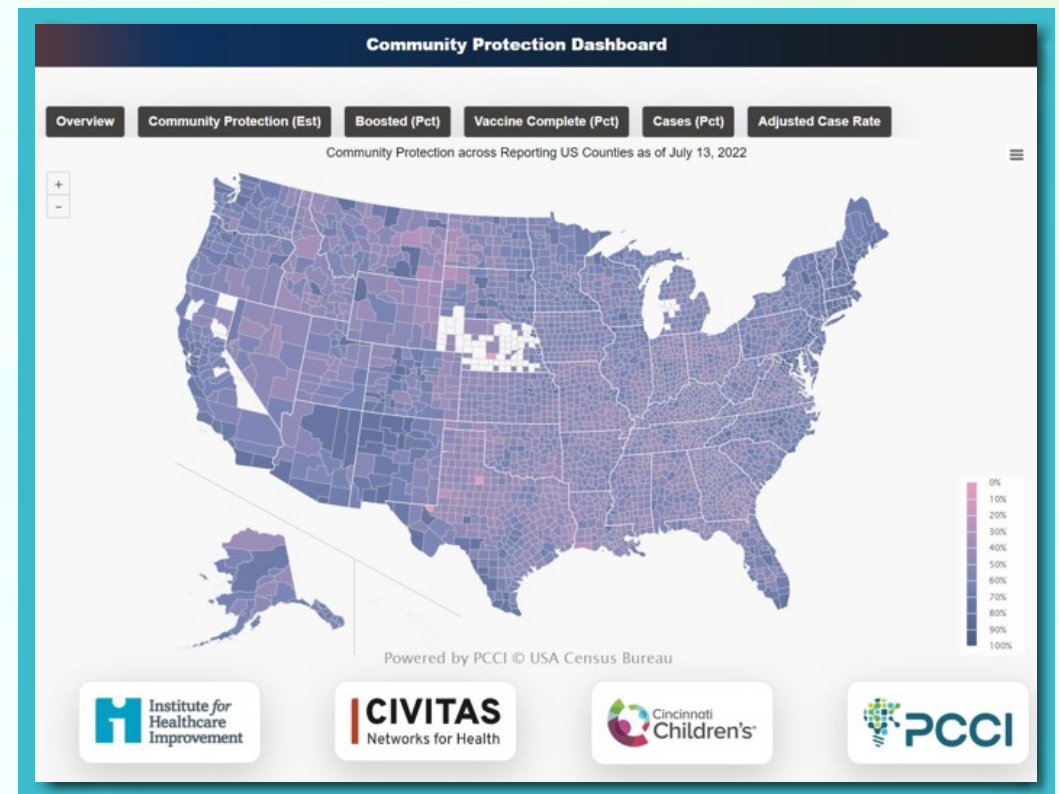 Community Protection Dashboard
Overview
Community Protection (Est)
Boosted (Pct)
Vaccine Complete (Pct)
Cases (Pct)
Adjusted Case Rate
Community Protection across Reporting US Counties as of July 13, 2022
+
-
0%
10%
20%
30%
40%
50%
60%
70%
80%
90%
100%
Powered by PCCI © USA Census Bureau
Institute for
Healthcare
Improvement
CIVITAS
Networks for Health
Cincinnati
Children's
PCCI